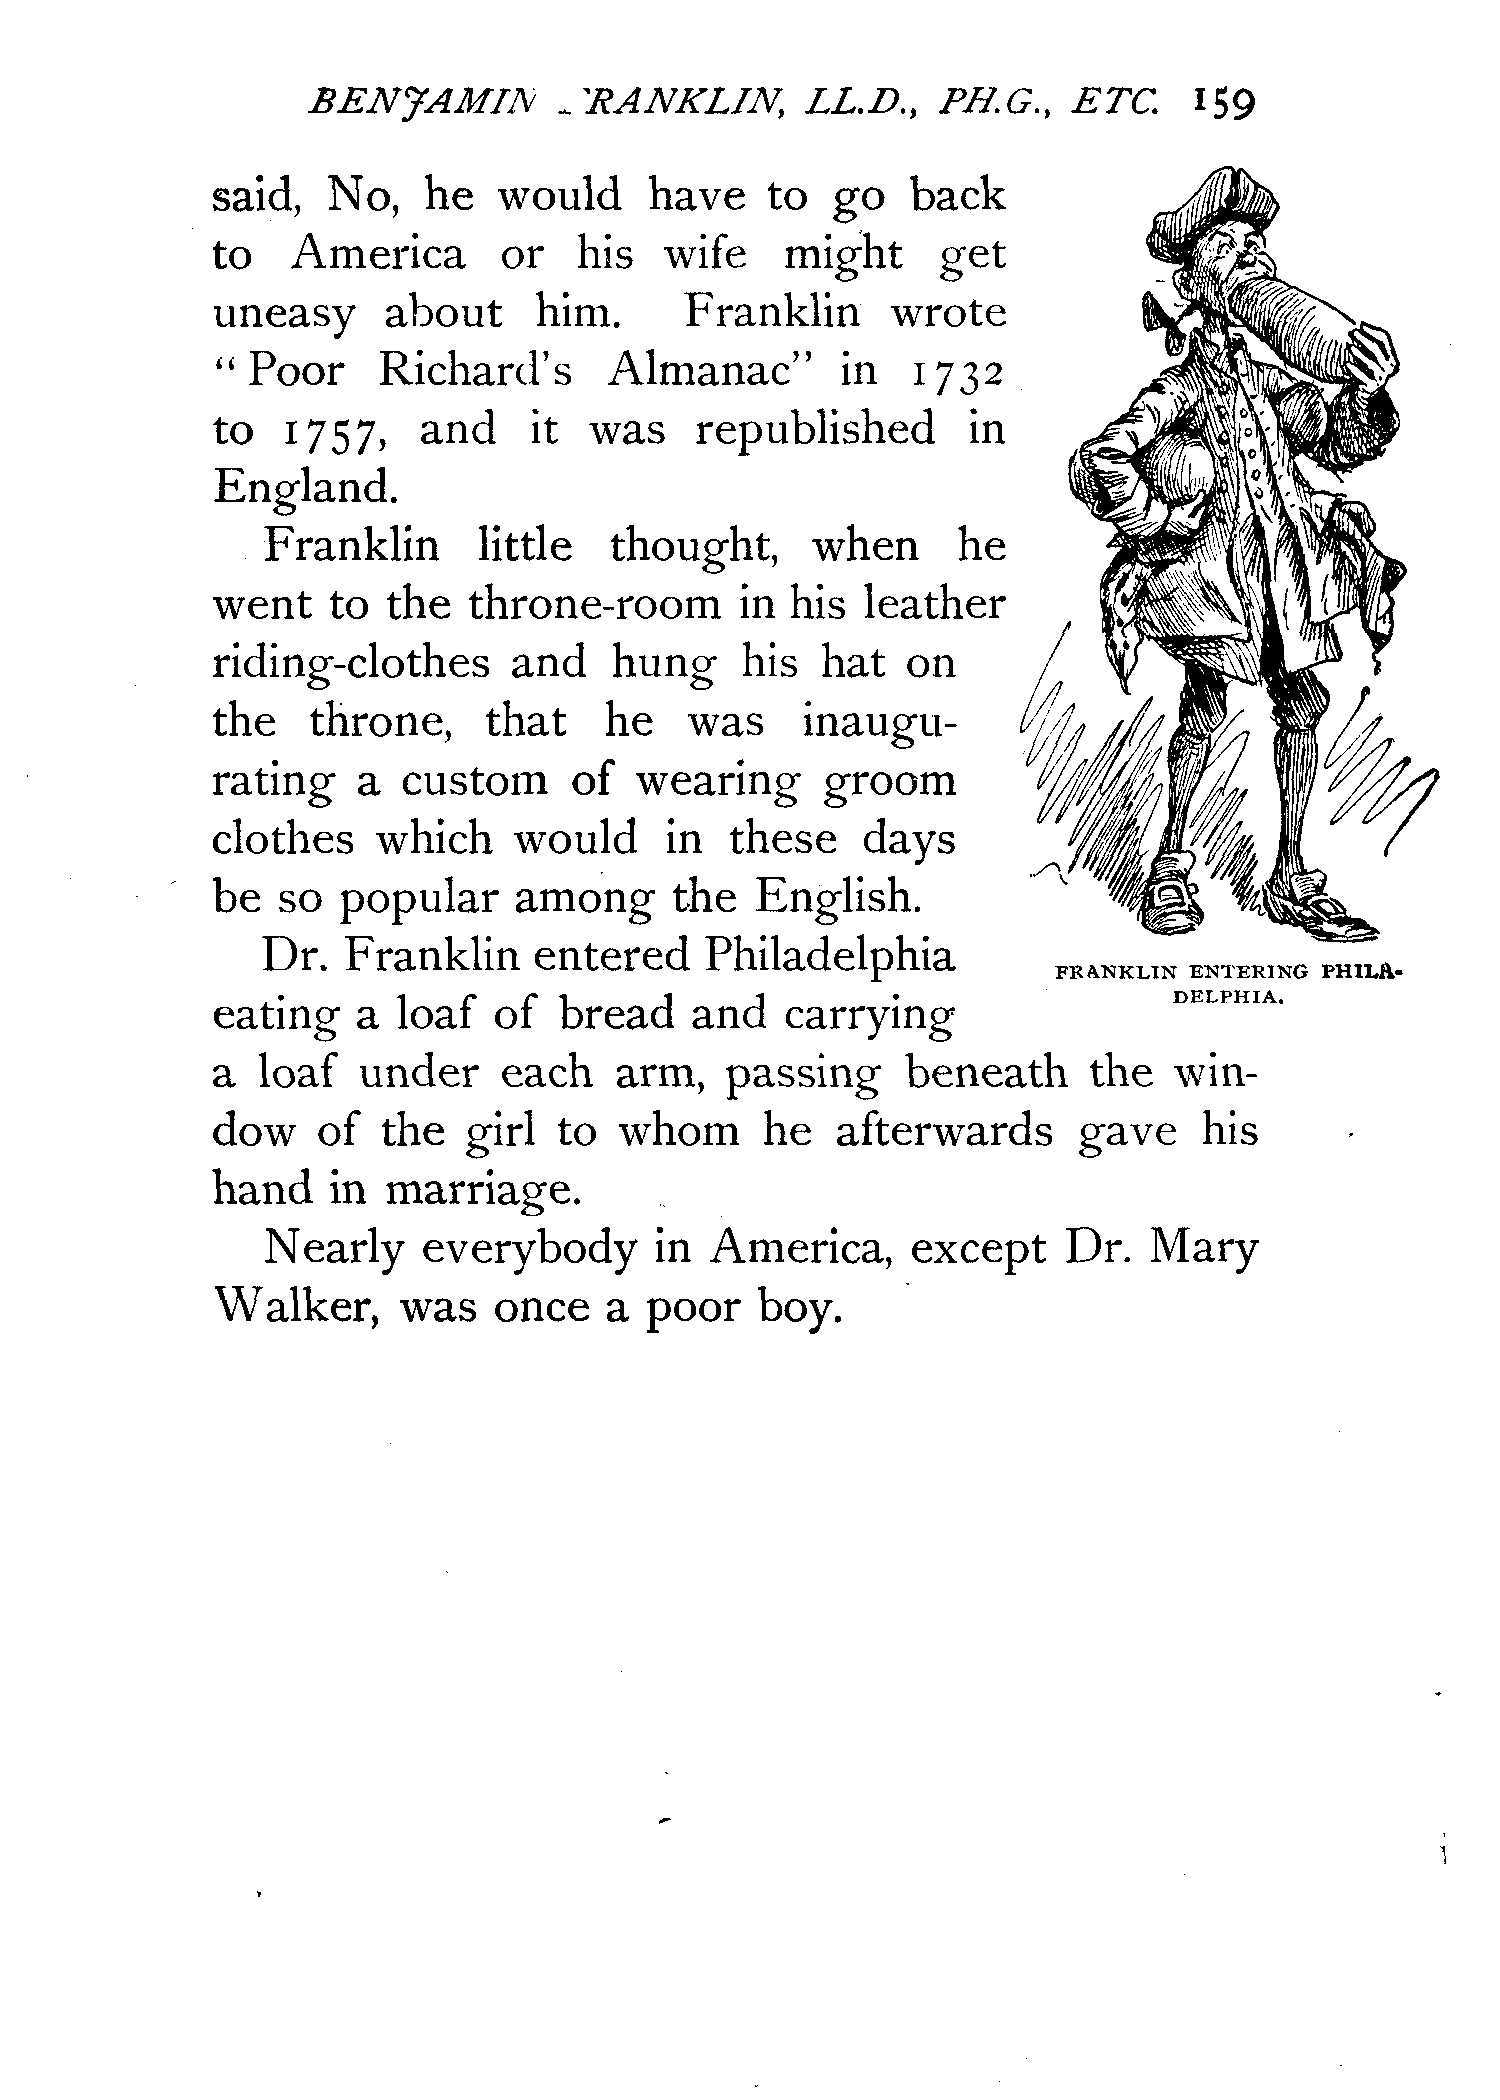 BENJAMIN RANKLIN, LL.D., PH.G., ETC. 159
said, No, he would have to go back
to America or his wife might get
uneasy about him. Franklin wrote
“Poor Richard's Almanac” in 1732
to 1757, and it was republished in
England.
Franklin little thought, when he
went to the throne-room in his leather
riding-clothes and hung his hat on
the throne, that he was inaugu-
rating a custom of wearing groom
clothes which would in these days
be so popular among the English.
Dr. Franklin entered Philadelphia
eating a loaf of bread and carrying
a loaf under each arm, passing beneath the win-
dow of the girl to whom he afterwards gave his
hand in marriage.
Nearly everybody in America, except Dr. Mary
Walker, was once a poor boy.
FRANKLIN ENTERING PHILA-
DELPHIA.